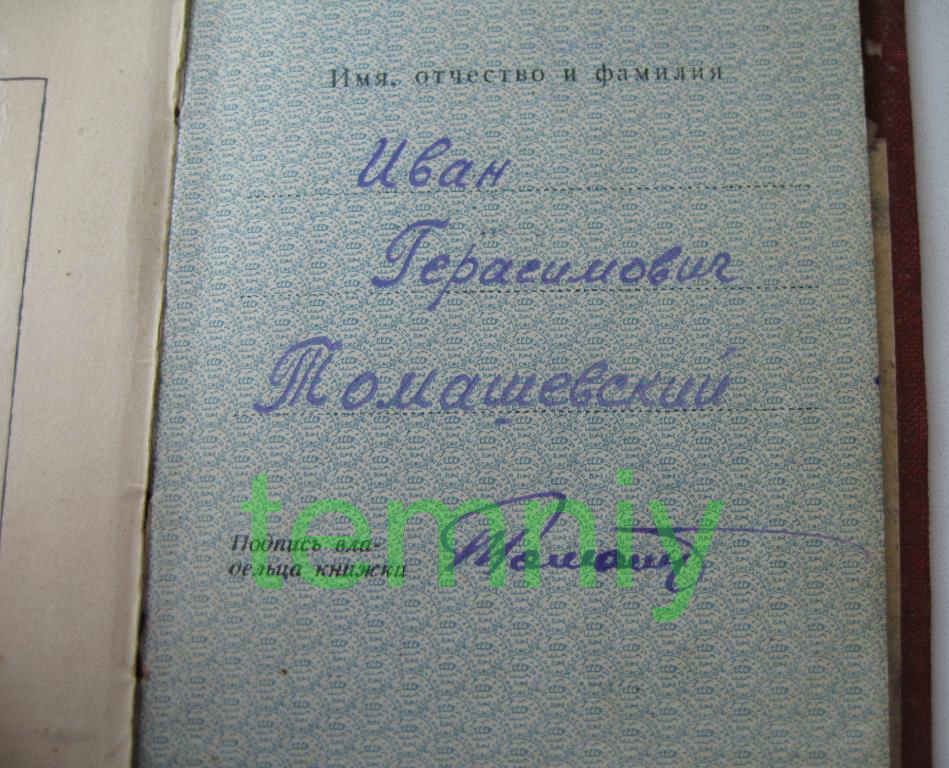 Имя, отчество и фамилия
Иван
Герасимович
Томашевский
Подпись вла-
дельца книжки
temniy